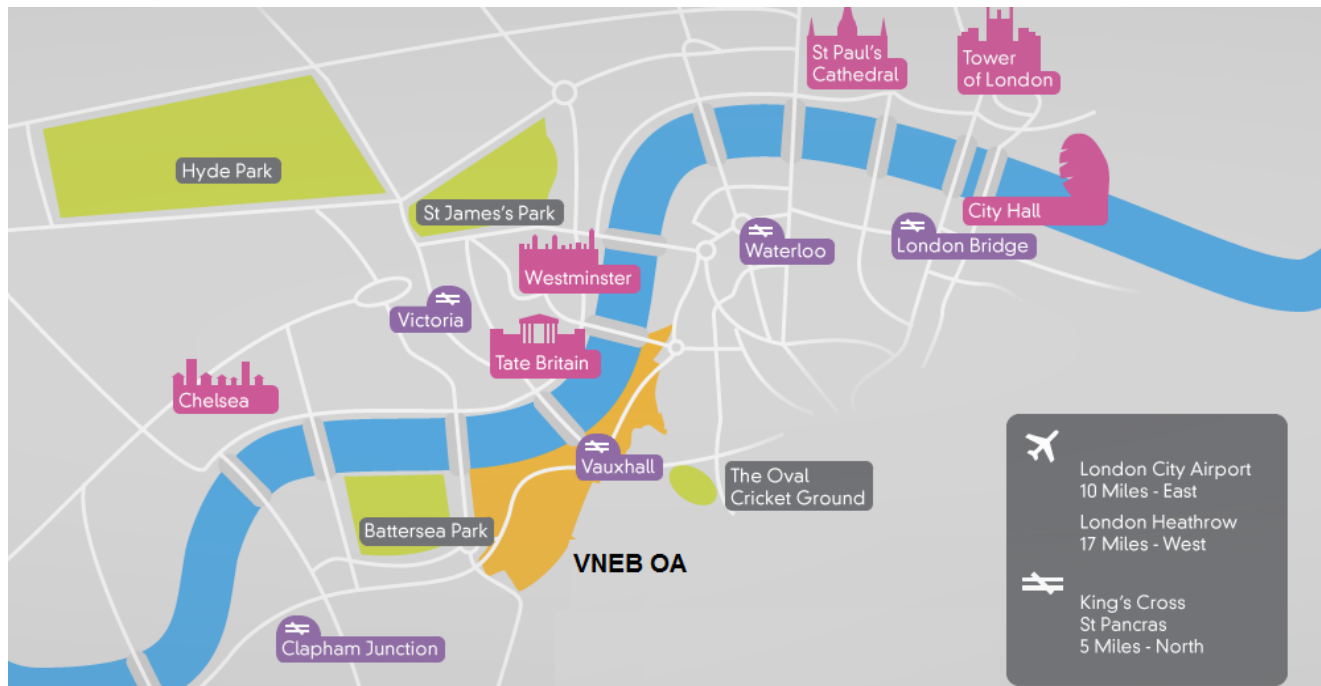 St Paul's
Cathedral
Tower
of London
Hyde Park
St James's Park
City Hall
Waterloo
London Bridge
Westminster
Victoria
Tate Britain
Chelsea
Vauxhall
The Oval
Cricket Ground
Battersea Park
VNEB OA
Clapham Junction
London City Airport
10 Miles - East
London Heathrow
17 Miles - West
King's Cross
St Pancras
5 Miles - North